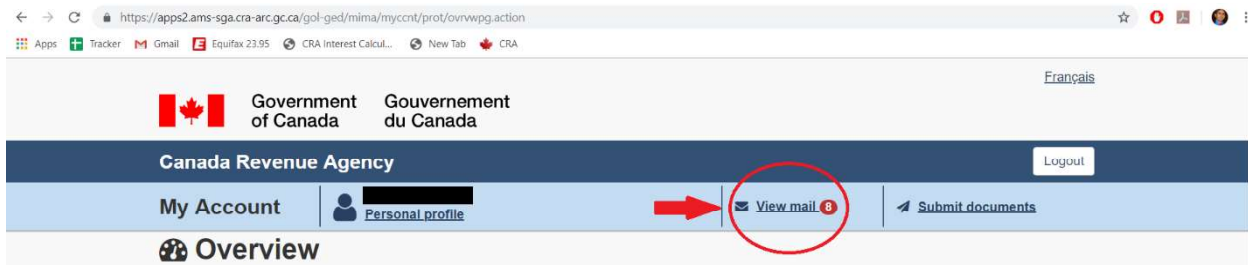 https://apps2.ams-sga.cra-arc.gc.ca/gol-ged/mima/myccnt/prot/ovrvwpg.action
Apps Tracker Gmail Equifax 23.95 CRA Interest Calcul... New Tab CRA
Français
Government Gouvernement
of Canada du Canada
Canada Revenue Agency Logout
My Account Personal profile View mail 8 Submit documents
Overview